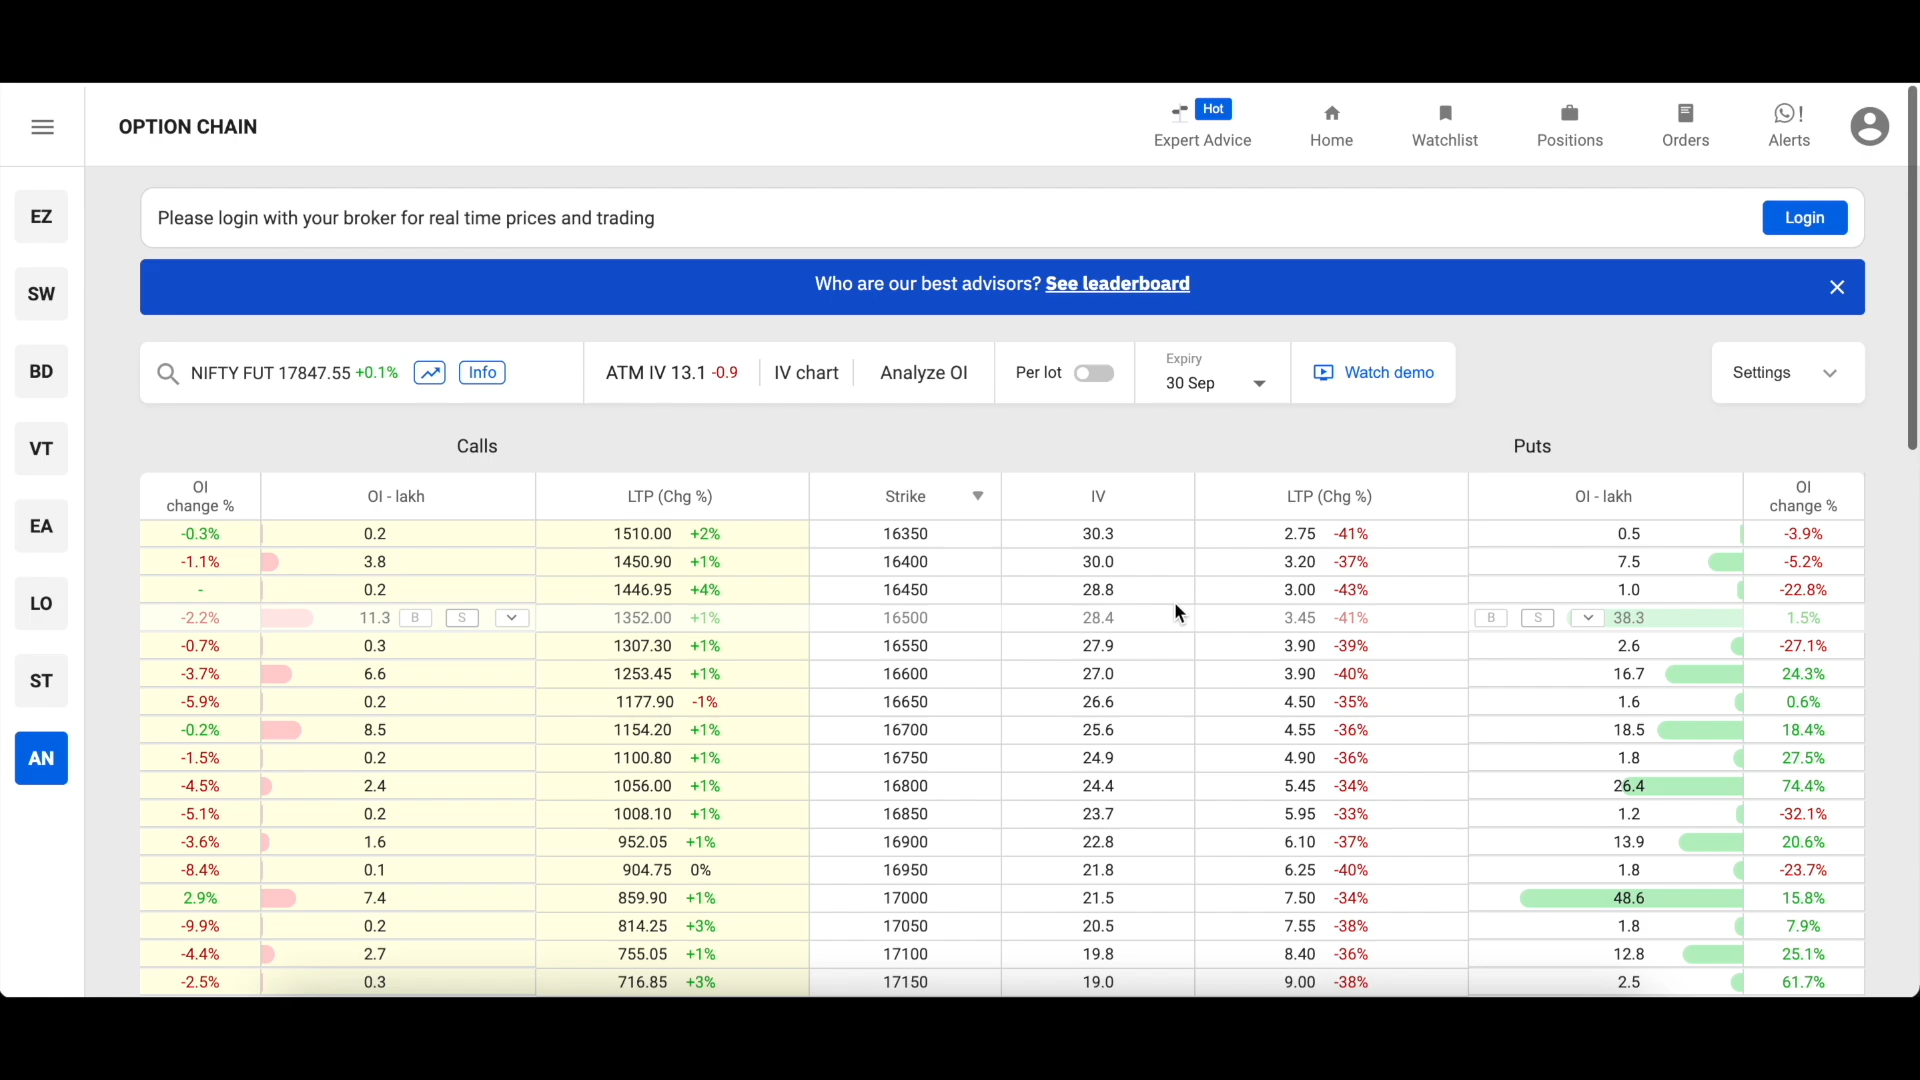 OPTION CHAIN
Hot
Expert Advice Home Watchlist Positions Orders Alerts
EZ
SW
BD
VT
EA
LO
ST
AN
Please login with your broker for real time prices and trading Login
Who are our best advisors? See leaderboard
NIFTY FUT 17847.55 +0.1% Info ATM IV 13.1 -0.9 IV chart Analyze OI Per lot Expiry 30 Sep Watch demo Settings
Calls Puts
OI change % OI - lakh LTP (Chg %) Strike IV LTP (Chg %) OI - lakh OI change %
-0.3% 0.2 1510.00 +2% 16350 30.3 2.75 -41% 0.5 -3.9%
-1.1% 3.8 1450.90 +1% 16400 30.0 3.20 -37% 7.5 -5.2%
- 0.2 1446.95 +4% 16450 28.8 3.00 -43% 1.0 -22.8%
-2.2% 11.3 B S 1352.00 +1% 16500 28.4 3.45 -41% B S 38.3 1.5%
-0.7% 0.3 1307.30 +1% 16550 27.9 3.90 -39% 2.6 -27.1%
-3.7% 6.6 1253.45 +1% 16600 27.0 3.90 -40% 16.7 24.3%
-5.9% 0.2 1177.90 -1% 16650 26.6 4.50 -35% 1.6 0.6%
-0.2% 8.5 1154.20 +1% 16700 25.6 4.55 -36% 18.5 18.4%
-1.5% 0.2 1100.80 +1% 16750 24.9 4.90 -36% 1.8 27.5%
-4.5% 2.4 1056.00 +1% 16800 24.4 5.45 -34% 26.4 74.4%
-5.1% 0.2 1008.10 +1% 16850 23.7 5.95 -33% 1.2 -32.1%
-3.6% 1.6 952.05 +1% 16900 22.8 6.10 -37% 13.9 20.6%
-8.4% 0.1 904.75 0% 16950 21.8 6.25 -40% 1.8 -23.7%
2.9% 7.4 859.90 +1% 17000 21.5 7.50 -34% 48.6 15.8%
-9.9% 0.2 814.25 +3% 17050 20.5 7.55 -38% 1.8 7.9%
-4.4% 2.7 755.05 +1% 17100 19.8 8.40 -36% 12.8 25.1%
-2.5% 0.3 716.85 +3% 17150 19.0 9.00 -38% 2.5 61.7%